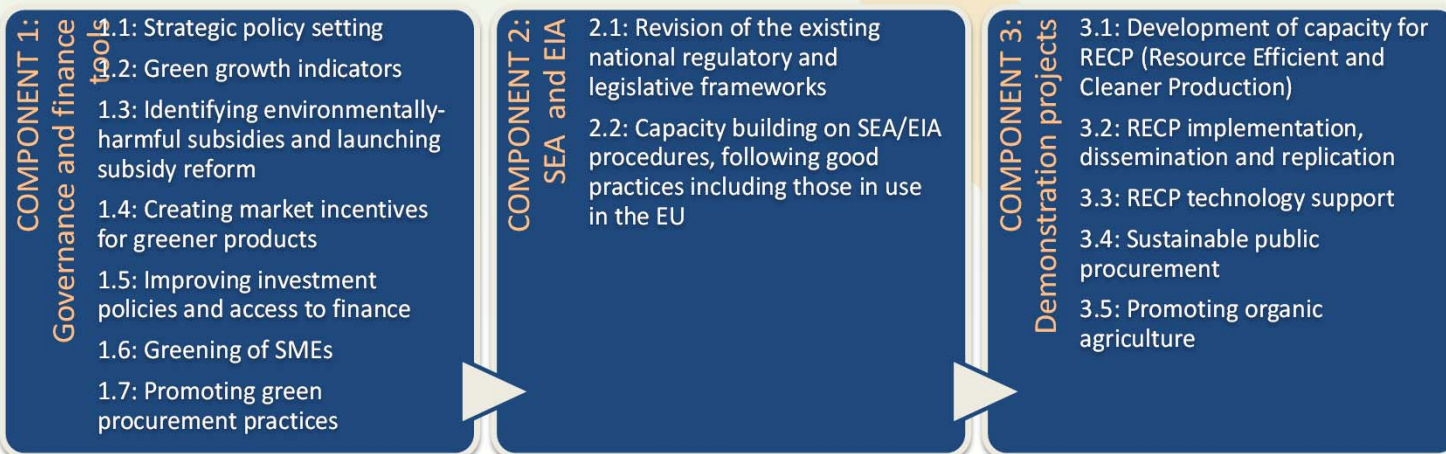 COMPONENT 1:
Governance and finance
tools
1.1: Strategic policy setting
1.2: Green growth indicators
1.3: Identifying environmentally-
harmful subsidies and launching
subsidy reform
1.4: Creating market incentives
for greener products
1.5: Improving investment
policies and access to finance
1.6: Greening of SMEs
1.7: Promoting green
procurement practices
COMPONENT 2:
SEA and EIA
2.1: Revision of the existing
national regulatory and
legislative frameworks
2.2: Capacity building on SEA/EIA
procedures, following good
practices including those in use
in the EU
COMPONENT 3:
Demonstration projects
3.1: Development of capacity for
RECP (Resource Efficient and
Cleaner Production)
3.2: RECP implementation,
dissemination and replication
3.3: RECP technology support
3.4: Sustainable public
procurement
3.5: Promoting organic
agriculture